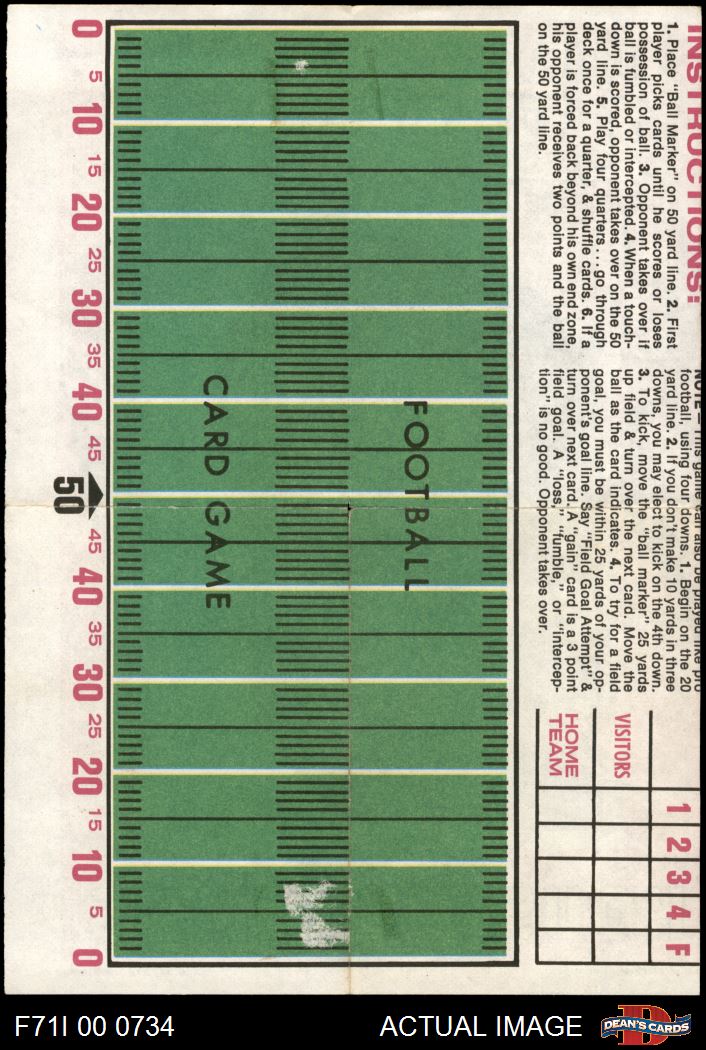 INSTRUCTIONS:
1. Place "Ball Marker" on 50 yard line. 2. First
player picks cards until he scores or loses
possession of ball. 3. Opponent takes over if
ball is fumbled or intercepted. 4. When a touch-
down is scored, opponent takes over on the 50
yard line. 5. Play four quarters . . . go through
deck once for a quarter, & shuffle cards. 6. If a
player is forced back beyond his own end zone,
his opponent receives two points and the ball
on the 50 yard line.
NOTE— This game can also be played like pro
football, using four downs. 1. Begin on the 20
yard line. 2. If you don't make 10 yards in three
downs, you may elect to kick on the 4th down.
3. To kick, move the "ball marker" 25 yards
up field & turn over the next card. Move the
ball as the card indicates. 4. To try for a field
goal, you must be within 25 yards of your op-
ponent's goal line. Say "Field Goal Attempt" &
turn over next card. A "gain" card is a 3 point
field goal. A "loss," "fumble," or "intercep-
tion" is no good. Opponent takes over.
1 2 3 4 F
VISITORS
HOME
TEAM
FOOTBALL
CARD GAME
0 5 10 15 20 25 30 35 40 45 50 45 40 35 30 25 20 15 10 5 0
F71I 00 0734
ACTUAL IMAGE
D
DEAN'S CARDS